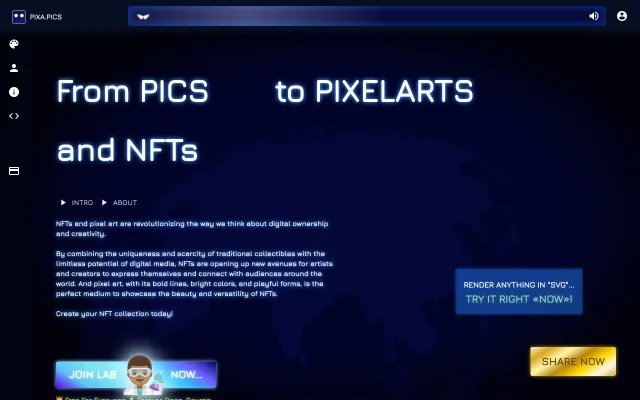 PIXA.PICS
From PICS to PIXELARTS
and NFTs
INTRO ABOUT
NFTs and pixel art are revolutionizing the way we think about digital ownership
and creativity.
By combining the uniqueness and scarcity of traditional collectibles with the
limitless potential of digital media, NFTs are opening up new avenues for artists
and creators to express themselves and connect with audiences around the
world. And pixel art, with its bold lines, bright colors, and playful forms, is the
perfect medium to showcase the beauty and versatility of NFTs.
Create your NFT collection today!
RENDER ANYTHING IN "SVG"...
TRY IT RIGHT «NOW»!
SHARE NOW
JOIN LAB NOW...